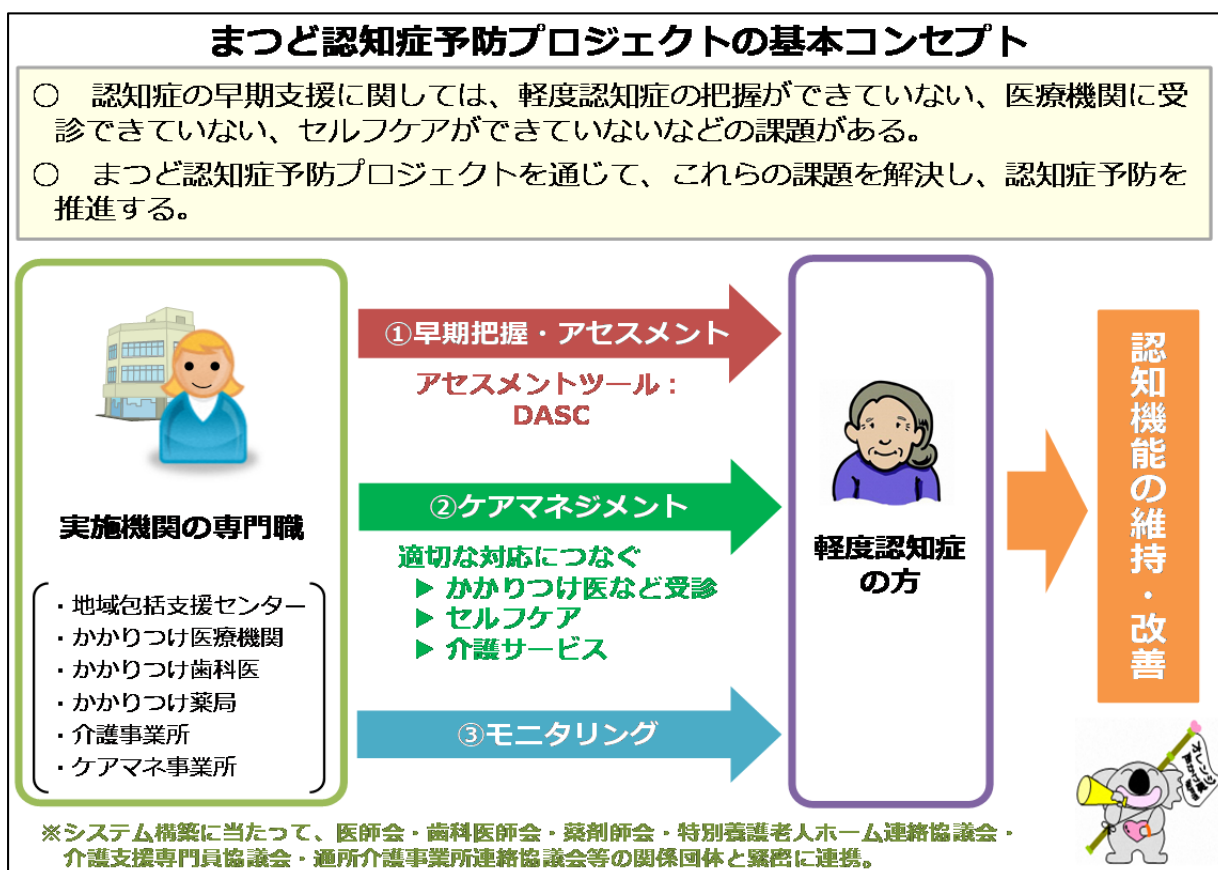 まつど認知症予防プロジェクトの基本コンセプト
○ 認知症の早期支援に関しては、軽度認知症の把握ができていない、医療機関に受
診できていない、セルフケアができていないなどの課題がある。
○ まつど認知症予防プロジェクトを通じて、これらの課題を解決し、認知症予防を
推進する。
実施機関の専門職
・地域包括支援センター
・かかりつけ医療機関
・かかりつけ歯科医
・かかりつけ薬局
・介護事業所
・ケアマネ事業所
①早期把握・アセスメント
アセスメントツール：
DASC
②ケアマネジメント
適切な対応につなぐ
▶ かかりつけ医など受診
▶ セルフケア
▶ 介護サービス
③モニタリング
軽度認知症
の方
認知機能の維持・改善
オレンジ
※システム構築に当たって、医師会・歯科医師会・薬剤師会・特別養護老人ホーム連絡協議会・
介護支援専門員協議会・通所介護事業所連絡協議会等の関係団体と緊密に連携。